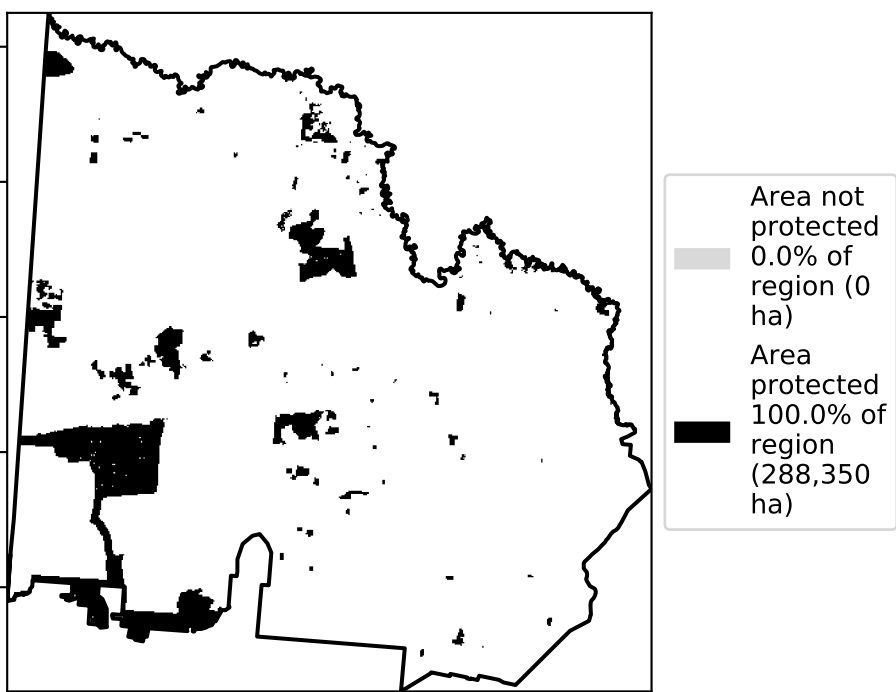 Area not
protected
0.0% of
region (0
ha)
Area
protected
100.0% of
region
(288,350
ha)